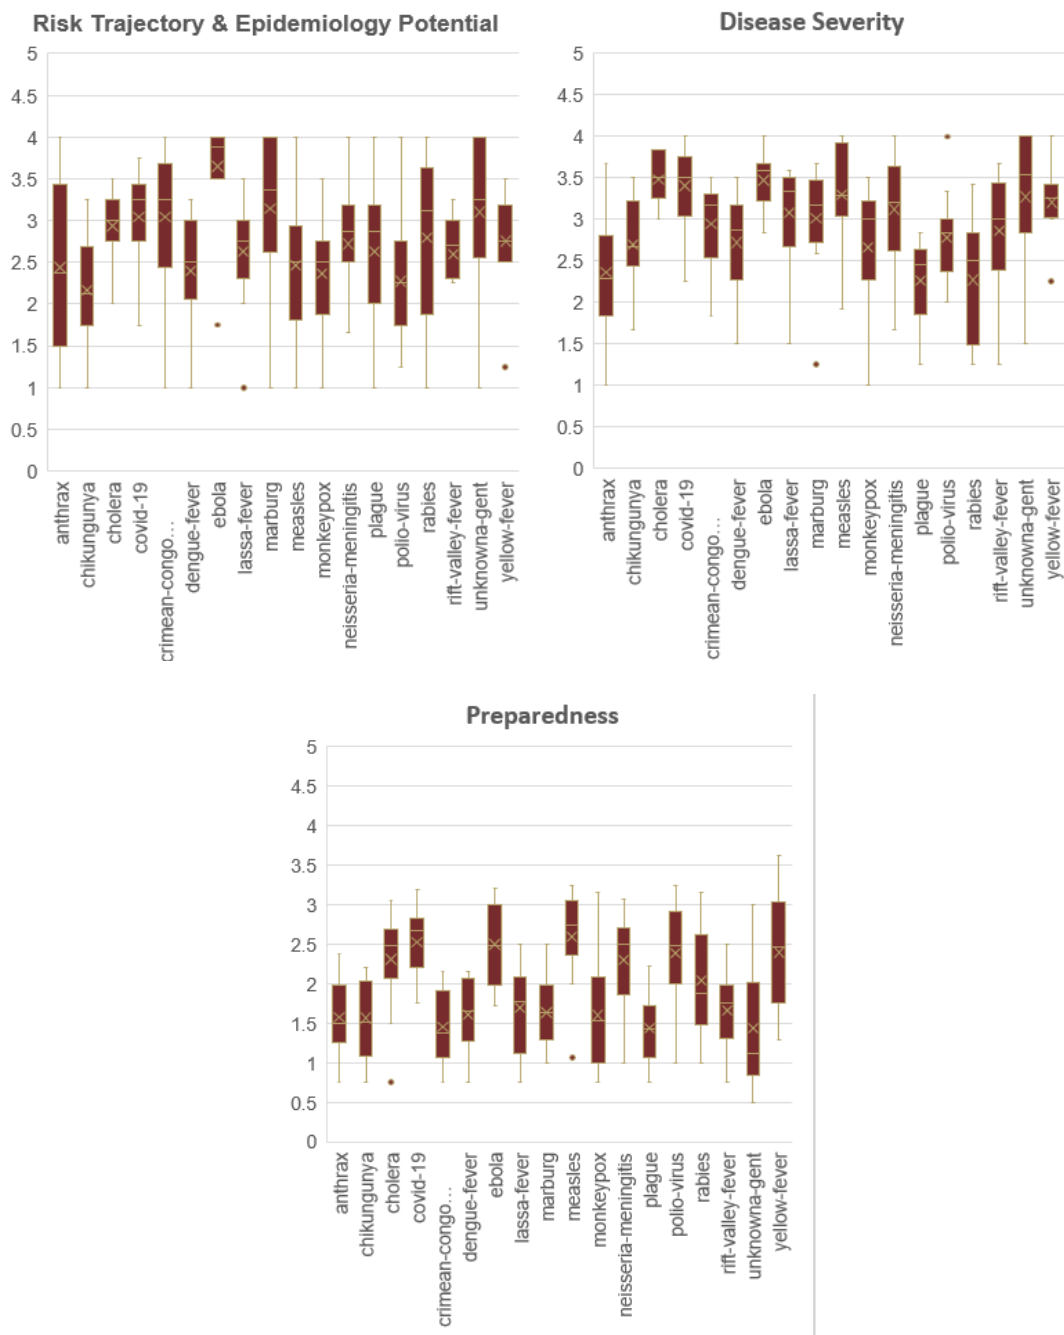 Risk Trajectory & Epidemiology Potential
5
4.5
4
3.5
3
2.5
2
1.5
1
0.5
0
anthrax
chikungunya
cholera
covid-19
crimean-congo…
dengue-fever
ebola
lassa-fever
marburg
measles
monkeypox
neisseria-meningitis
plague
polio-virus
rabies
rift-valley-fever
unknowna-gent
yellow-fever
Disease Severity
5
4.5
4
3.5
3
2.5
2
1.5
1
0.5
0
anthrax
chikungunya
cholera
covid-19
crimean-congo…
dengue-fever
ebola
lassa-fever
marburg
measles
monkeypox
neisseria-meningitis
plague
polio-virus
rabies
rift-valley-fever
unknowna-gent
yellow-fever
Preparedness
5
4.5
4
3.5
3
2.5
2
1.5
1
0.5
0
anthrax
chikungunya
cholera
covid-19
crimean-congo…
dengue-fever
ebola
lassa-fever
marburg
measles
monkeypox
neisseria-meningitis
plague
polio-virus
rabies
rift-valley-fever
unknowna-gent
yellow-fever